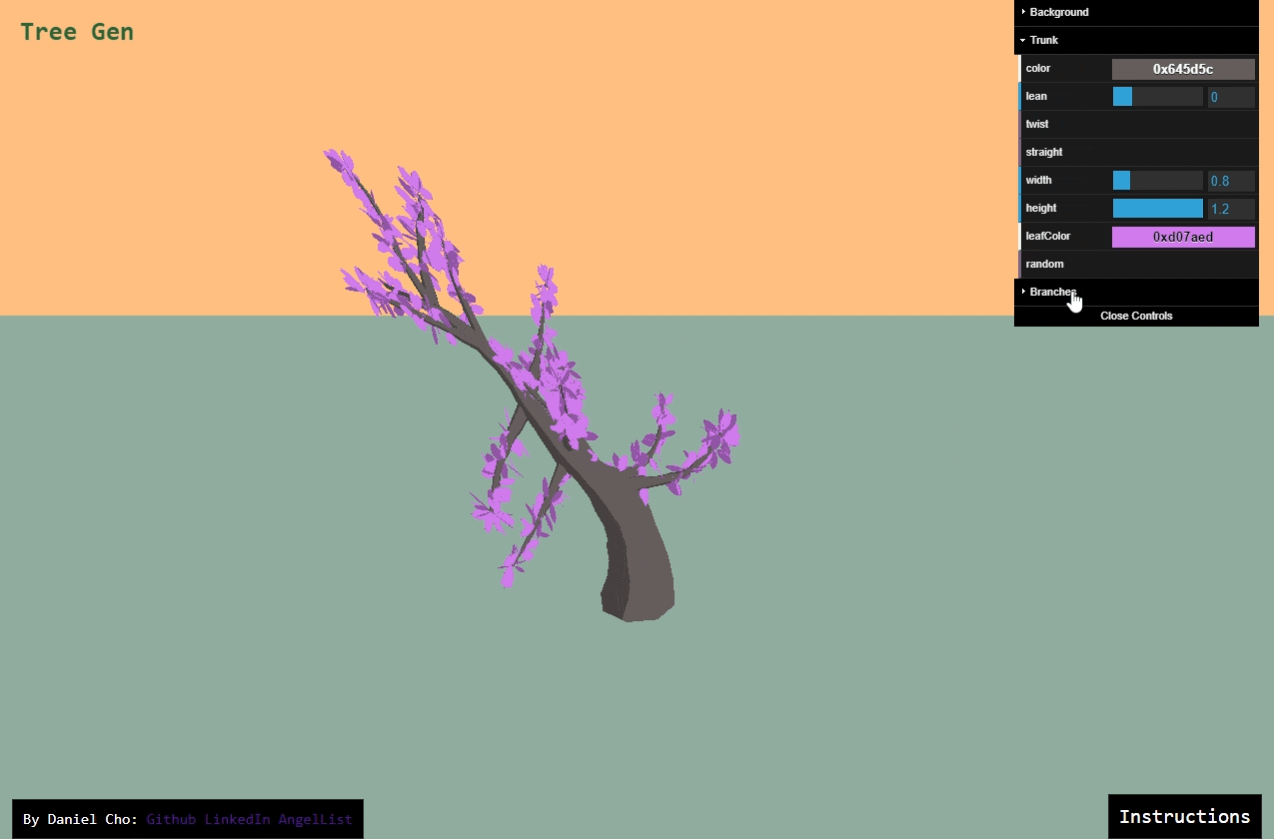 Tree Gen
Background
Trunk
color 0x645d5c
lean 0
twist
straight
width 0.8
height 1.2
leafColor 0xd07aed
random
Branches
Close Controls
By Daniel Cho: Github LinkedIn AngelList
Instructions